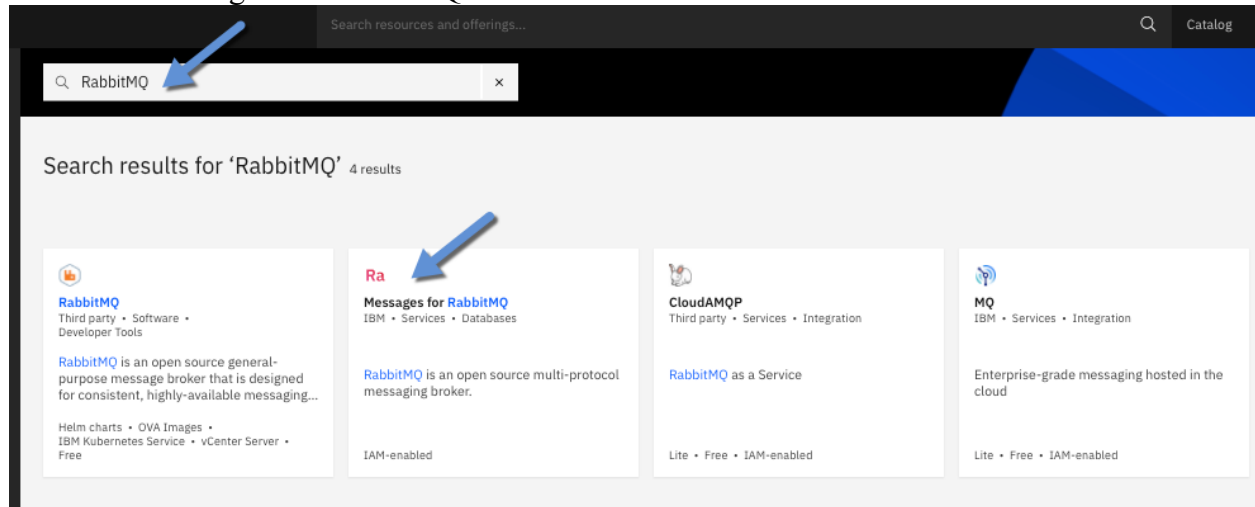 Search resources and offerings...
Catalog
RabbitMQ
×
Search results for ‘RabbitMQ’ 4 results
RabbitMQ
Third party • Software •
Developer Tools
RabbitMQ is an open source general-
purpose message broker that is designed
for consistent, highly-available messaging...
Helm charts • OVA Images •
IBM Kubernetes Service • vCenter Server •
Free
Ra
Messages for RabbitMQ
IBM • Services • Databases
RabbitMQ is an open source multi-protocol
messaging broker.
IAM-enabled
CloudAMQP
Third party • Services • Integration
RabbitMQ as a Service
Lite • Free • IAM-enabled
MQ
IBM • Services • Integration
Enterprise-grade messaging hosted in the
cloud
Lite • Free • IAM-enabled